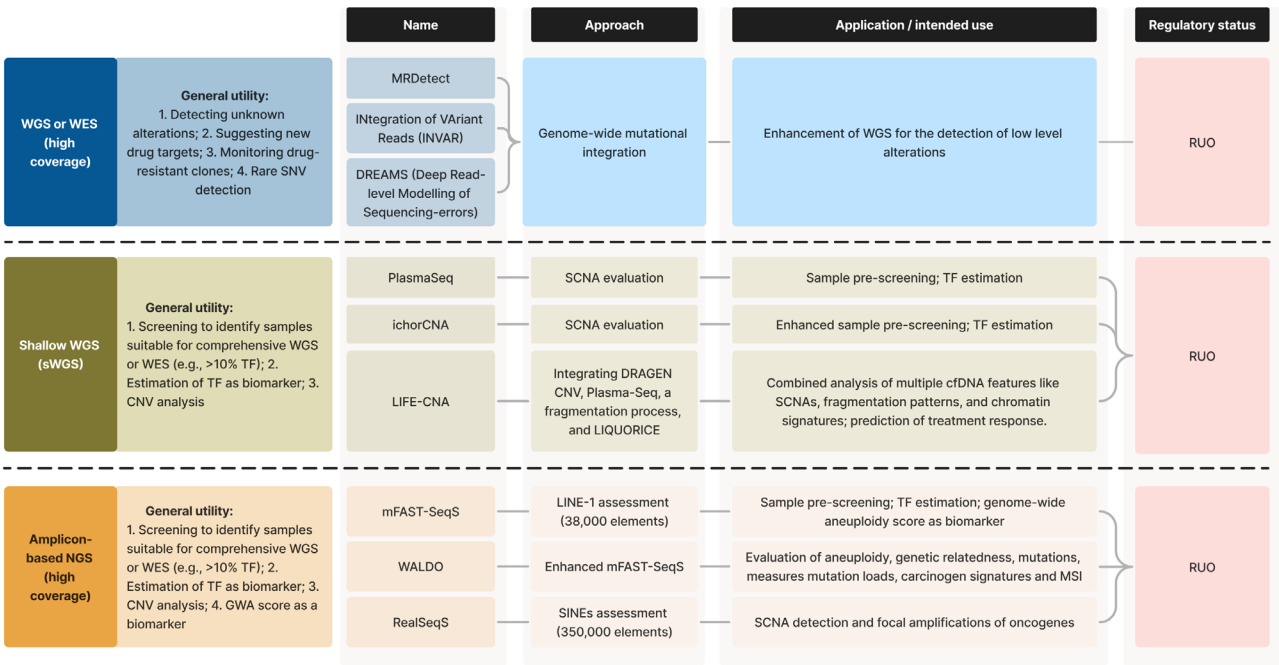 Name
Approach
Application / intended use
Regulatory status
WGS or WES
(high
coverage)
General utility:
1. Detecting unknown
alterations; 2. Suggesting new
drug targets; 3. Monitoring drug-
resistant clones; 4. Rare SNV
detection
MRDetect
INtegration of VAriant
Reads (INVAR)
DREAMS (Deep Read-
level Modelling of
Sequencing-errors)
Genome-wide mutational
integration
Enhancement of WGS for the detection of low level
alterations
RUO
Shallow WGS
(sWGS)
General utility:
1. Screening to identify samples
suitable for comprehensive WGS
or WES (e.g., >10% TF); 2.
Estimation of TF as biomarker; 3.
CNV analysis
PlasmaSeq
SCNA evaluation
Sample pre-screening; TF estimation
ichorCNA
SCNA evaluation
Enhanced sample pre-screening; TF estimation
LIFE-CNA
Integrating DRAGEN
CNV, Plasma-Seq, a
fragmentation process,
and LIQUORICE
Combined analysis of multiple cfDNA features like
SCNAs, fragmentation patterns, and chromatin
signatures; prediction of treatment response.
RUO
Amplicon-
based NGS
(high
coverage)
General utility:
1. Screening to identify samples
suitable for comprehensive WGS
or WES (e.g., >10% TF); 2.
Estimation of TF as biomarker; 3.
CNV analysis; 4. GWA score as a
biomarker
mFAST-SeqS
LINE-1 assessment
(38,000 elements)
Sample pre-screening; TF estimation; genome-wide
aneuploidy score as biomarker
WALDO
Enhanced mFAST-SeqS
Evaluation of aneuploidy, genetic relatedness, mutations,
measures mutation loads, carcinogen signatures and MSI
RealSeqS
SINEs assessment
(350,000 elements)
SCNA detection and focal amplifications of oncogenes
RUO